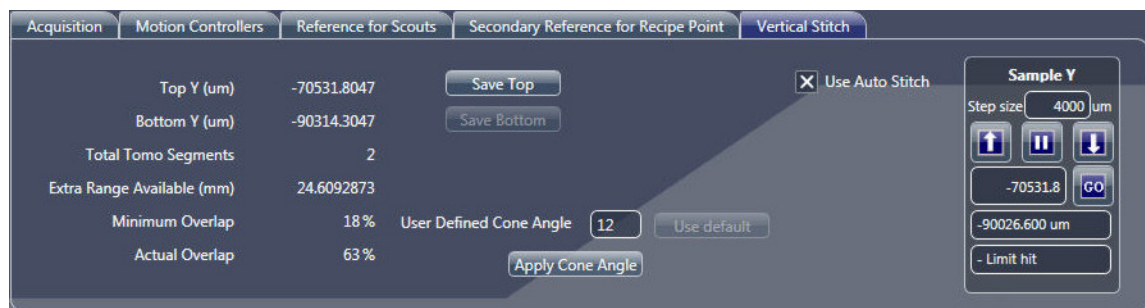 Acquisition Motion Controllers Reference for Scouts Secondary Reference for Recipe Point Vertical Stitch
Top Y (um) -70531.8047 Save Top
Bottom Y (um) -90314.3047 Save Bottom
Total Tomo Segments 2
Extra Range Available (mm) 24.6092873
Minimum Overlap 18% User Defined Cone Angle 12 Use default
Actual Overlap 63% Apply Cone Angle
Use Auto Stitch
Sample Y
Step size 4000 um
-70531.8 GO
-90026.600 um
- Limit hit